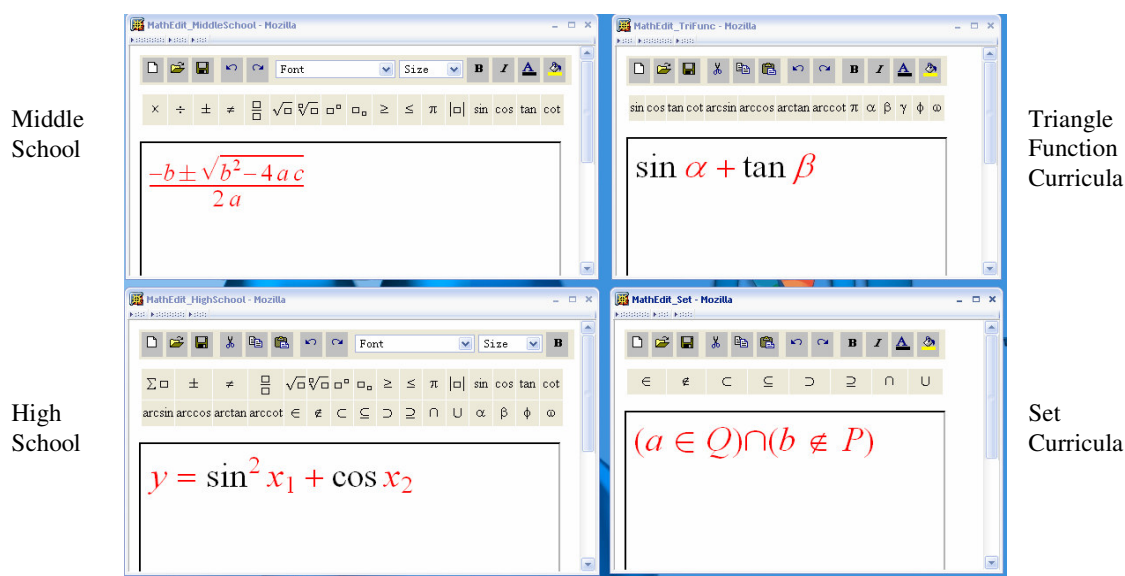 MathEdit_MiddleSchool - Mozilla
Font Size B I A
× ÷ ± ≠ □/□ √□ ∜□ □▫ □▫ ≥ ≤ π |□| sin cos tan cot
Middle
School
(−b ± √(b² − 4 a c)) / (2 a)
MathEdit_TriFunc - Mozilla
B I A
sin cos tan cot arcsin arccos arctan arccot π α β γ ϕ ω
sin α + tan β
Triangle
Function
Curricula
MathEdit_HighSchool - Mozilla
Font Size B
∑□ ± ≠ □/□ √□ ∜□ □▫ □▫ ≥ ≤ π |□| sin cos tan cot
arcsin arccos arctan arccot ∈ ∉ ⊂ ⊆ ⊃ ⊇ ∩ ∪ α β ϕ ω
High
School
y = sin² x₁ + cos x₂
MathEdit_Set - Mozilla
B I A
∈ ∉ ⊂ ⊆ ⊃ ⊇ ∩ ∪
(a ∈ Q)∩(b ∉ P)
Set
Curricula